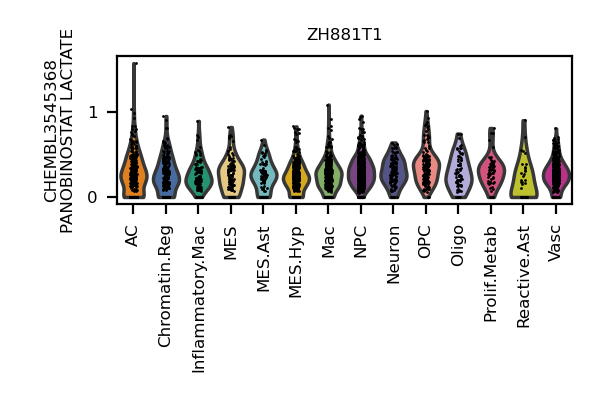 ZH881T1
CHEMBL3545368
PANOBINOSTAT LACTATE
1
0
AC
Chromatin.Reg
Inflammatory.Mac
MES
MES.Ast
MES.Hyp
Mac
NPC
Neuron
OPC
Oligo
Prolif.Metab
Reactive.Ast
Vasc